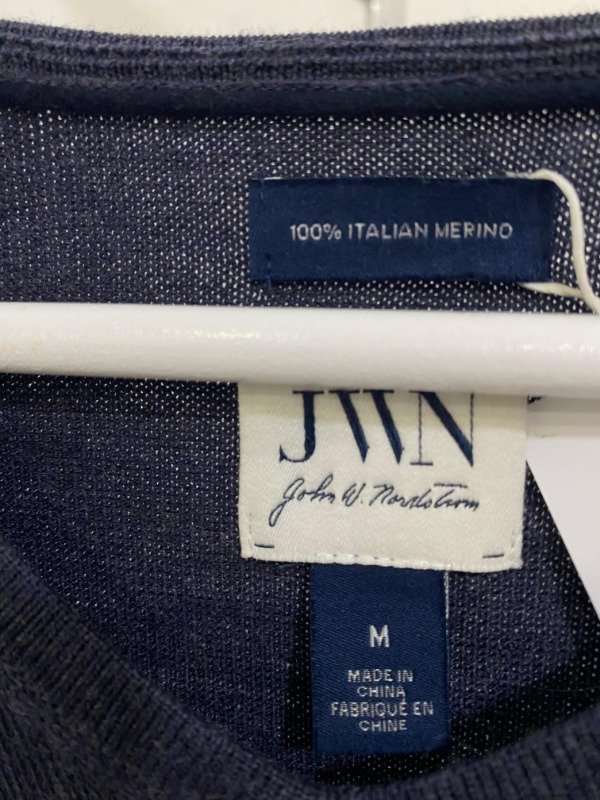 100% ITALIAN MERINO
JWN
John W. Nordstrom
M
MADE IN
CHINA
FABRIQUÉ EN
CHINE